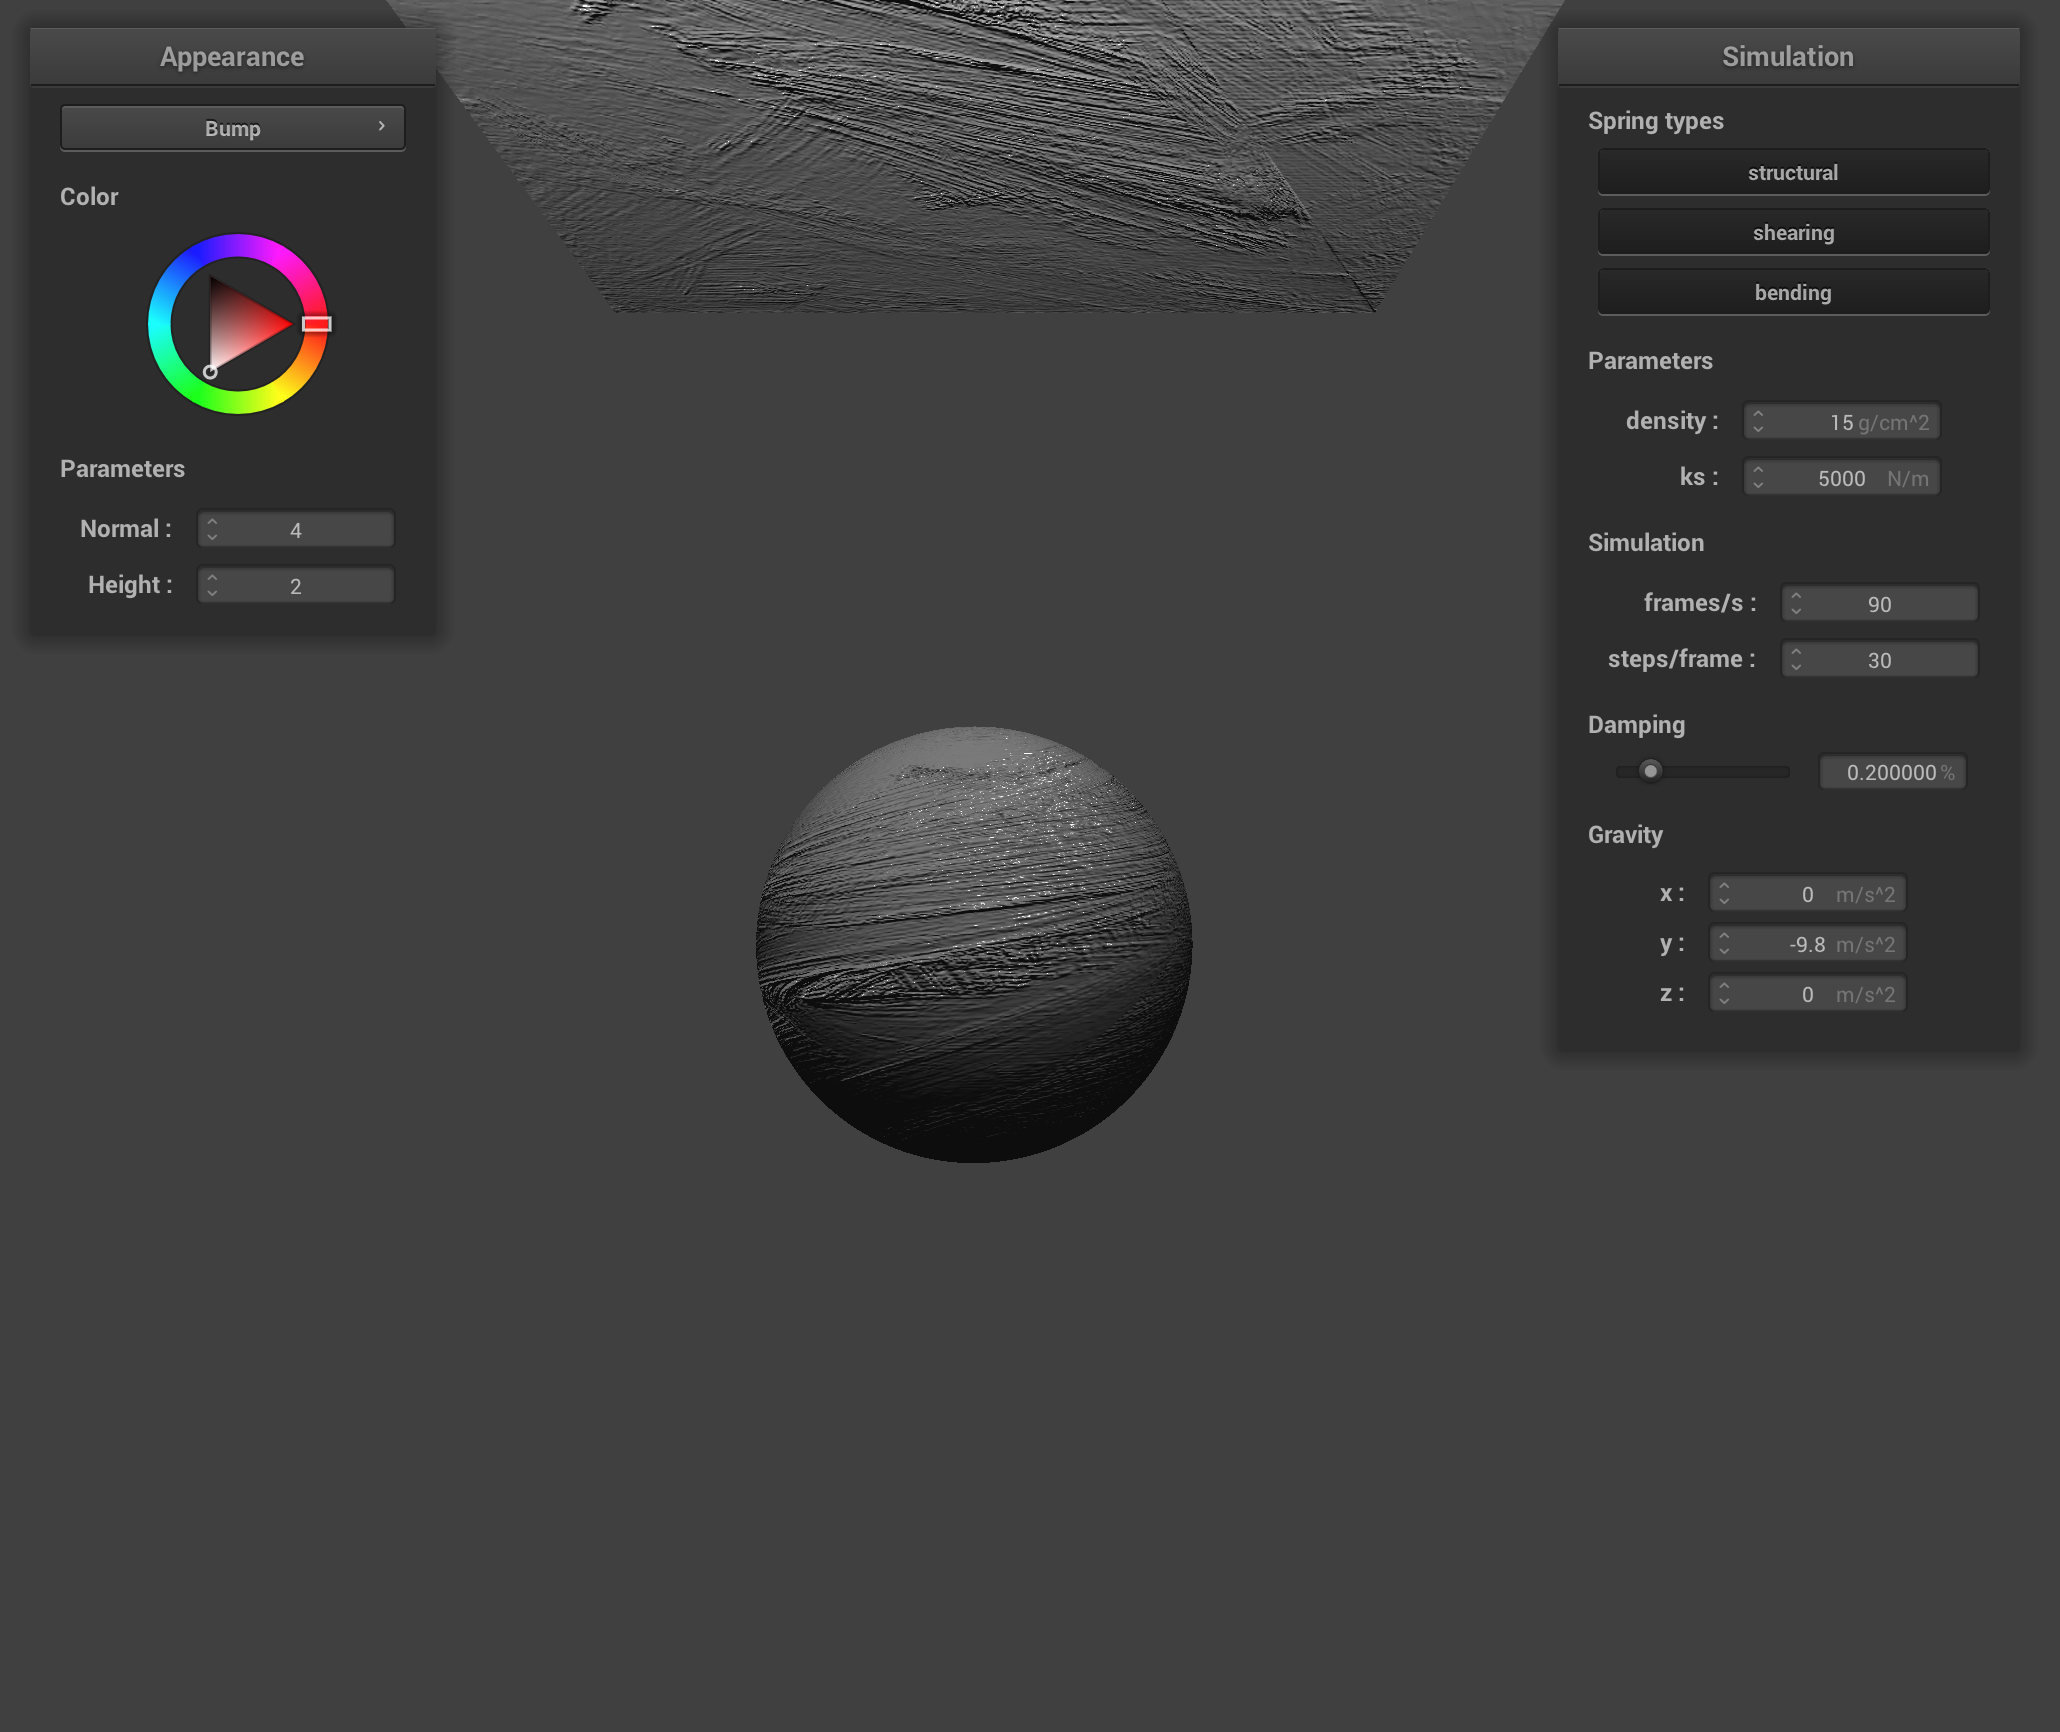 Appearance
Bump
Color
Parameters
Normal : 4
Height : 2
Simulation
Spring types
structural
shearing
bending
Parameters
density : 15 g/cm^2
ks : 5000 N/m
Simulation
frames/s : 90
steps/frame : 30
Damping
0.200000 %
Gravity
x : 0 m/s^2
y : -9.8 m/s^2
z : 0 m/s^2